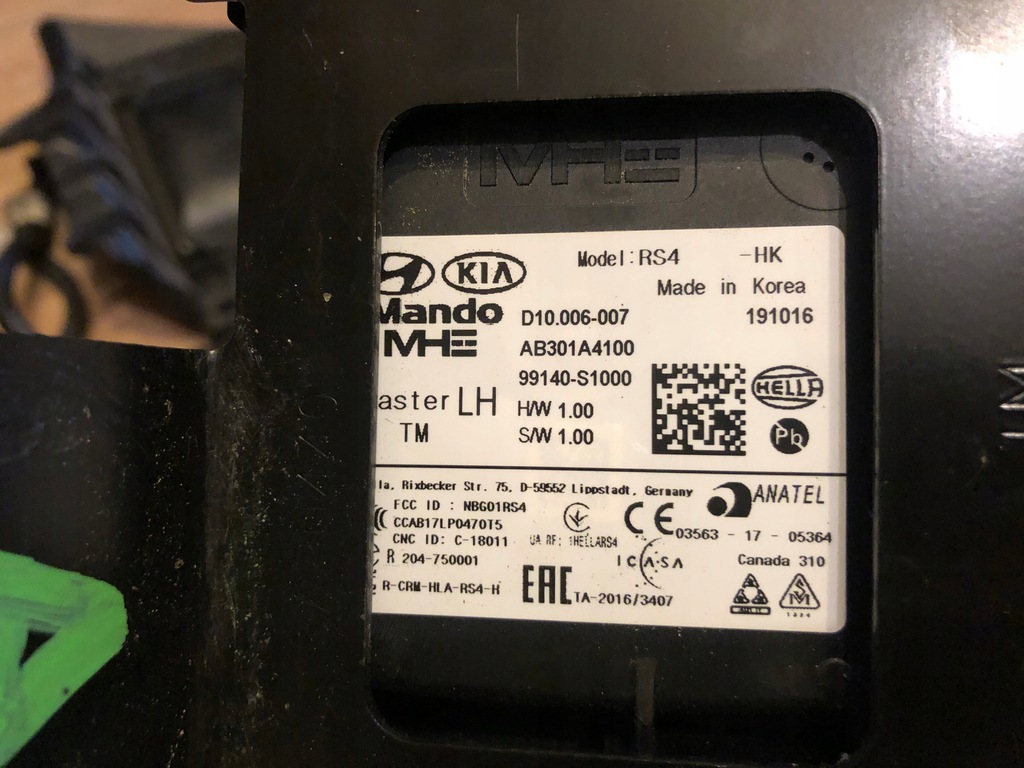 MHE
KIA
Model:RS4 -HK
Made in Korea
Mando
D10.006-007
191016
MHE
AB301A4100
99140-S1000
HELLA
aster LH
H/W 1.00
TM
S/W 1.00
Pb
la, Rixbecker Str. 75, D-59552 Lippstadt, Germany
ANATEL
FCC ID : NBG01RS4
CCAB17LP0470T5
CE
03563 - 17 - 05364
CNC ID: C-18011
UA RF: 1HELLARS4
R 204-750001
ICASA
Canada 310
R-CRM-HLA-RS4-H
EAC
TA-2016/3407